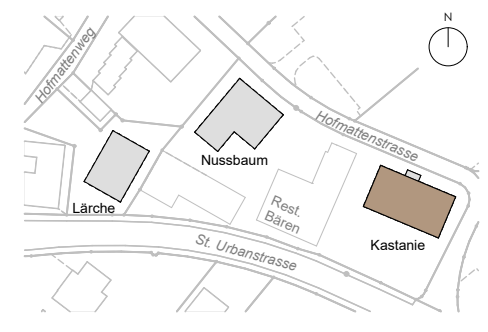 N
Hofmattenweg
Hofmattenstrasse
Nussbaum
Lärche
Rest.
Bären
Kastanie
St. Urbanstrasse